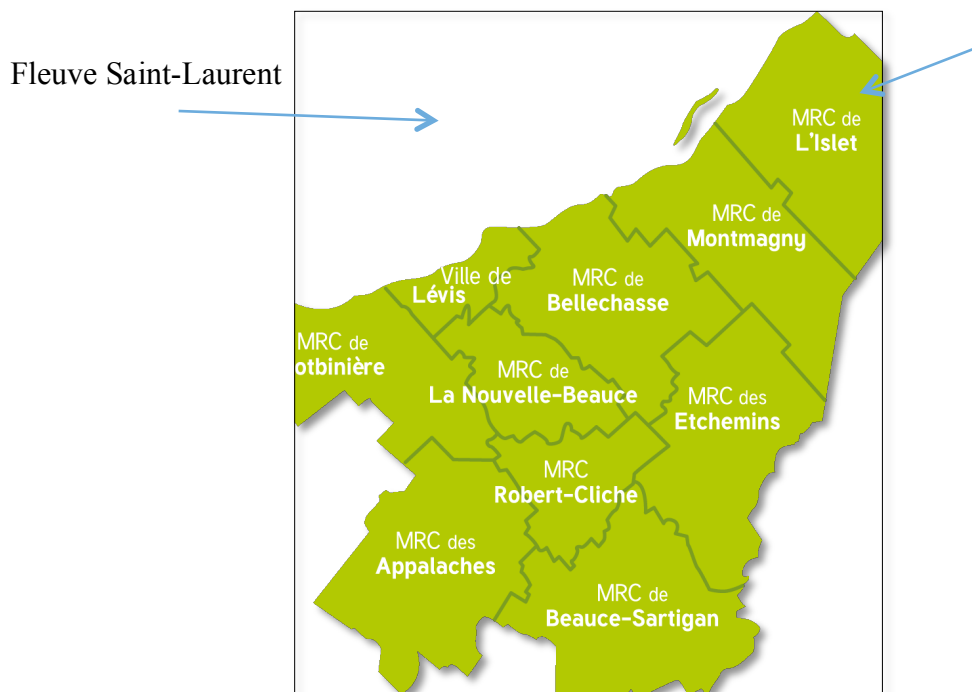 Fleuve Saint-Laurent
MRC de
L'Islet
MRC de
Montmagny
Ville de
Lévis
MRC de
Bellechasse
MRC de
otbinière
MRC de
La Nouvelle-Beauce
MRC des
Etchemins
MRC
Robert-Cliche
MRC des
Appalaches
MRC de
Beauce-Sartigan